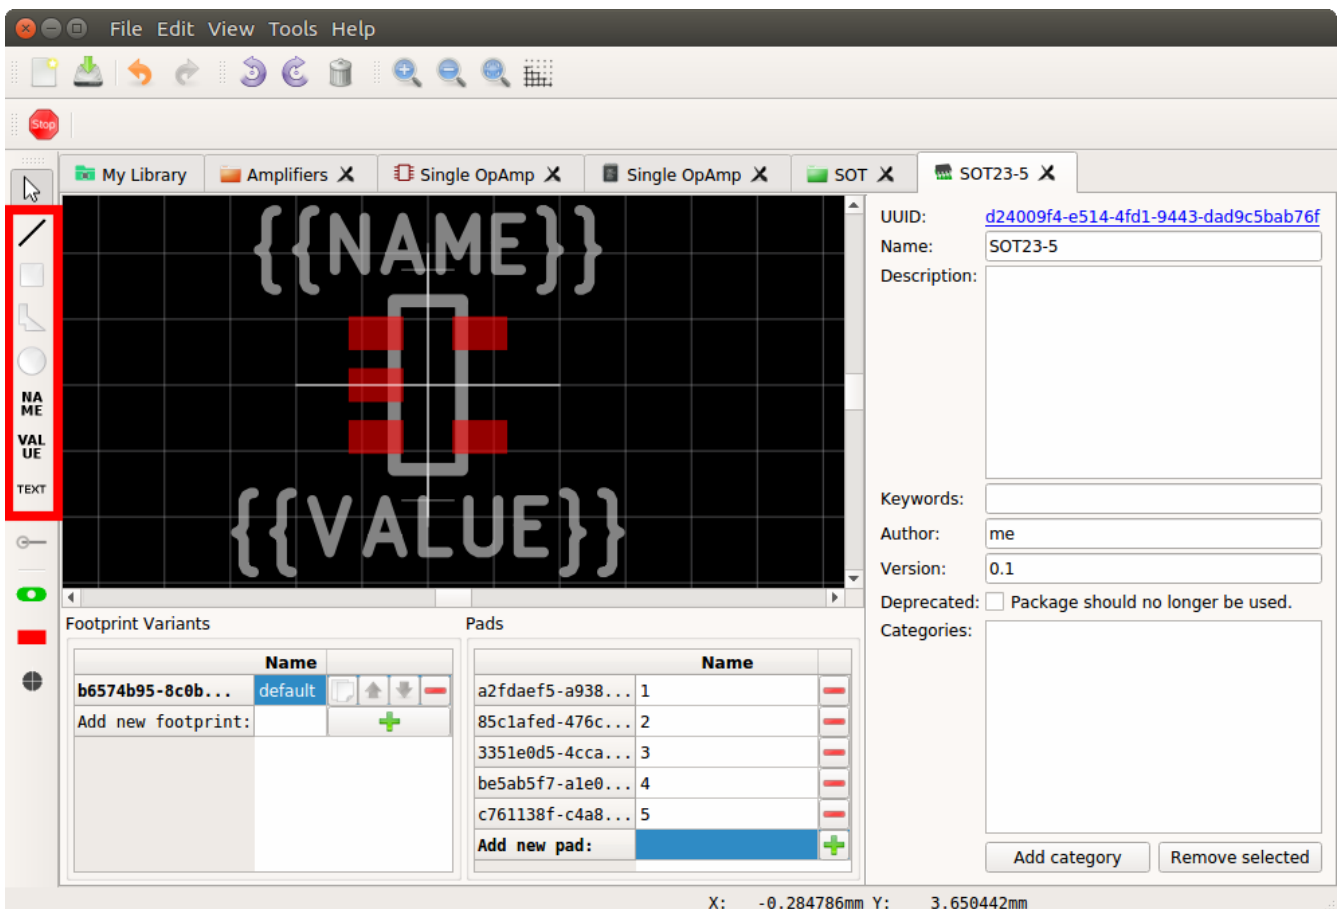 File Edit View Tools Help
Stop
My Library Amplifiers Single OpAmp Single OpAmp SOT SOT23-5
NA
ME
VAL
UE
TEXT
{{NAME}}
{{VALUE}}
UUID: d24009f4-e514-4fd1-9443-dad9c5bab76f
Name: SOT23-5
Description:
Keywords:
Author: me
Version: 0.1
Deprecated: Package should no longer be used.
Categories:
Add category Remove selected
Footprint Variants
Name
b6574b95-8c0b... default
Add new footprint:
Pads
Name
a2fdaef5-a938... 1
85c1afed-476c... 2
3351e0d5-4cca... 3
be5ab5f7-a1e0... 4
c761138f-c4a8... 5
Add new pad:
X: -0.284786mm Y: 3.650442mm